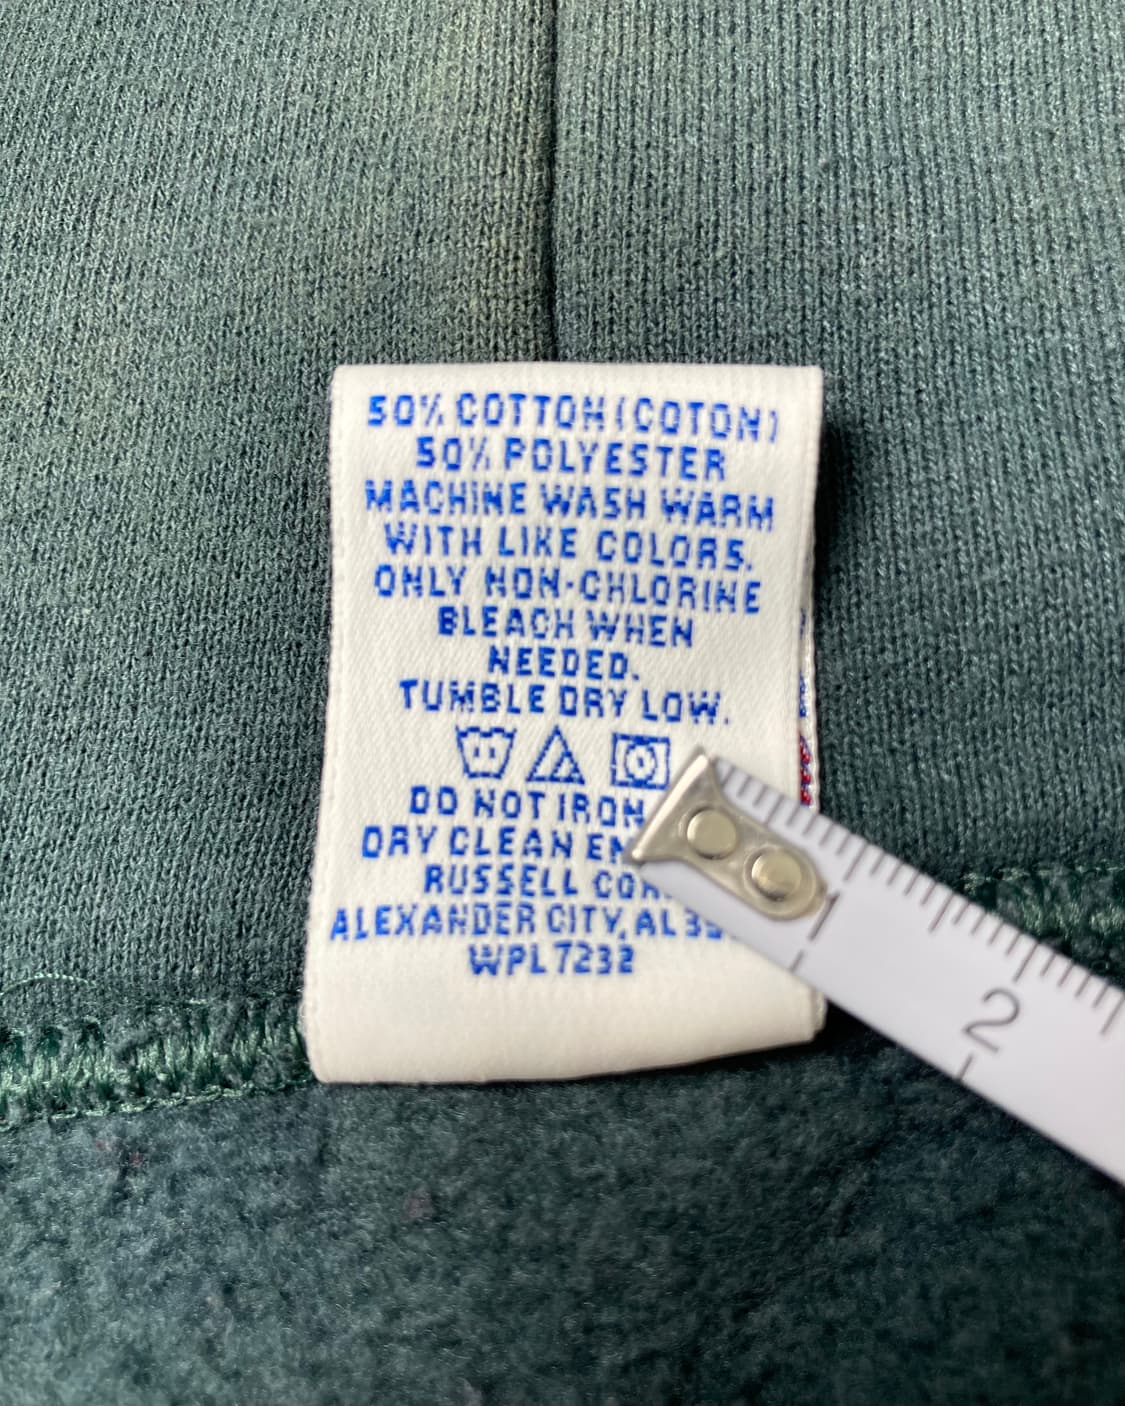 50% COTTON (COTON)
50% POLYESTER
MACHINE WASH WARM
WITH LIKE COLORS.
ONLY NON-CHLORINE
BLEACH WHEN
NEEDED.
TUMBLE DRY LOW.
DO NOT IRON
DRY CLEAN
RUSSELL
ALEXANDER CITY, AL
WPL 7232
1
2